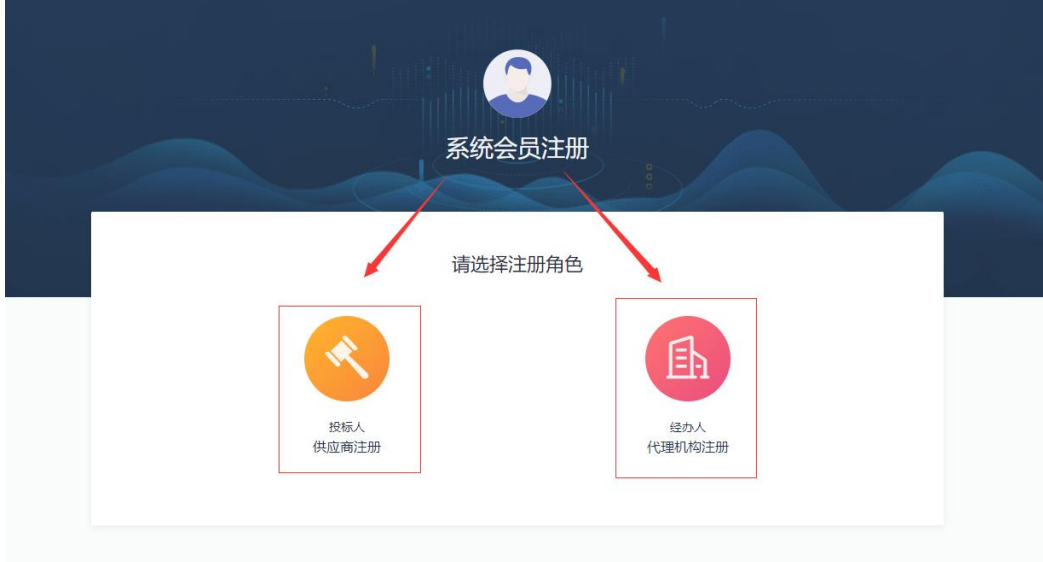 系统会员注册
请选择注册角色
投标人
供应商注册
经办人
代理机构注册